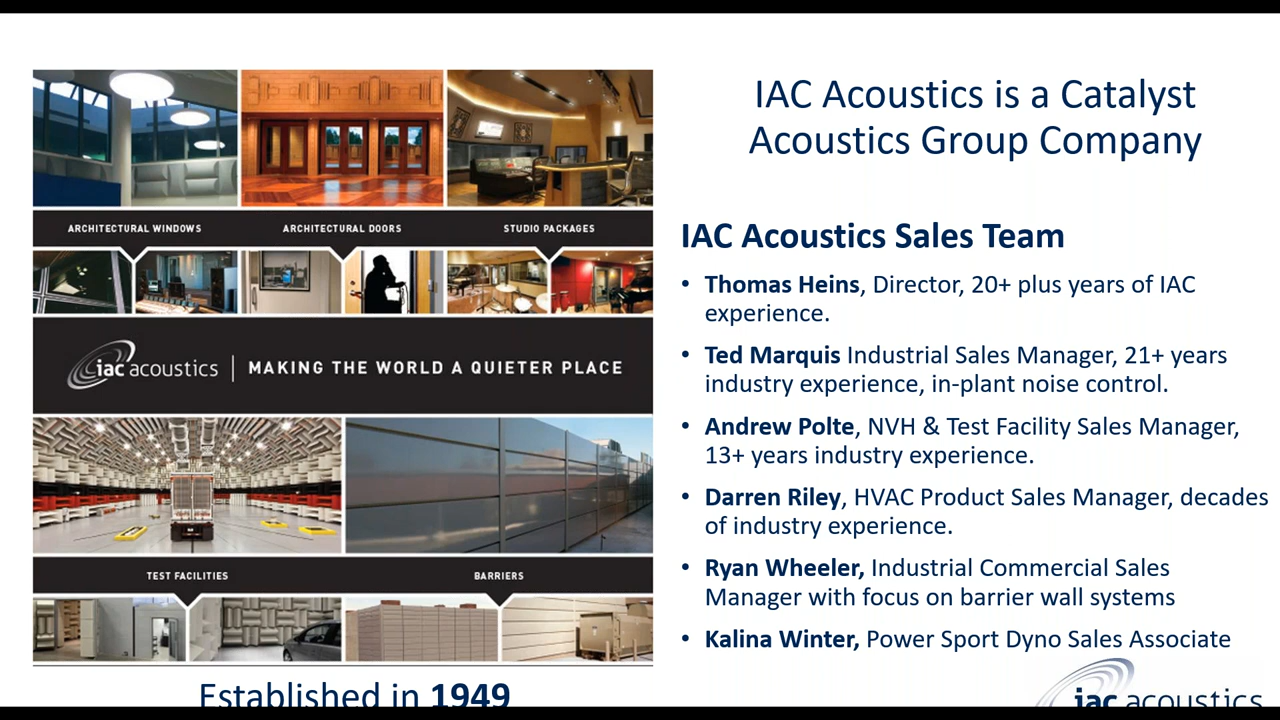 IAC Acoustics is a Catalyst
Acoustics Group Company
ARCHITECTURAL WINDOWS
ARCHITECTURAL DOORS
STUDIO PACKAGES
iac acoustics
MAKING THE WORLD A QUIETER PLACE
TEST FACILITIES
BARRIERS
Established in 1949
IAC Acoustics Sales Team
• Thomas Heins, Director, 20+ plus years of IAC
experience.
• Ted Marquis Industrial Sales Manager, 21+ years
industry experience, in-plant noise control.
• Andrew Polte, NVH & Test Facility Sales Manager,
13+ years industry experience.
• Darren Riley, HVAC Product Sales Manager, decades
of industry experience.
• Ryan Wheeler, Industrial Commercial Sales
Manager with focus on barrier wall systems
• Kalina Winter, Power Sport Dyno Sales Associate
iac acoustics